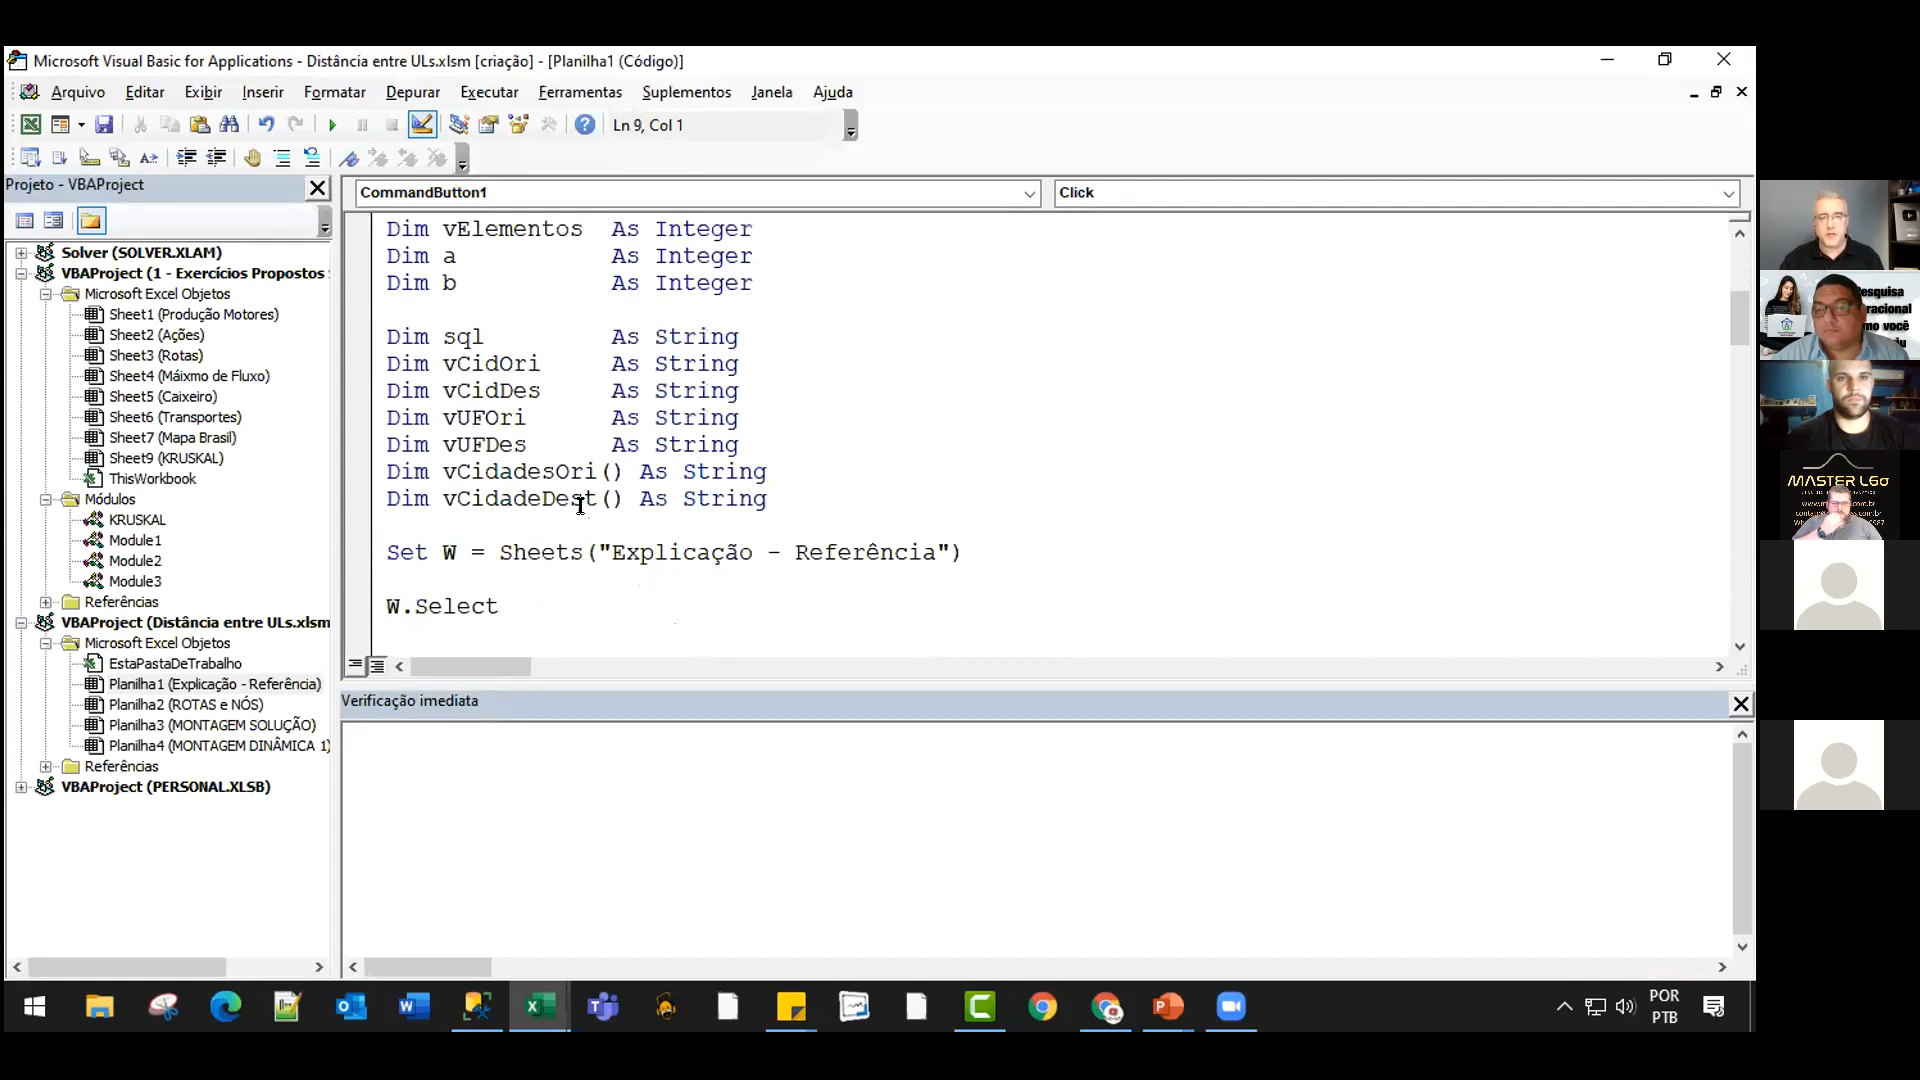 Microsoft Visual Basic for Applications - Distância entre ULs.xlsm [criação] - [Planilha1 (Código)]
Arquivo Editar Exibir Inserir Formatar Depurar Executar Ferramentas Suplementos Janela Ajuda
Ln 9, Col 1
Projeto - VBAProject
CommandButton1
Click
Solver (SOLVER.XLAM)
VBAProject (1 - Exercícios Propostos
Microsoft Excel Objetos
Sheet1 (Produção Motores)
Sheet2 (Ações)
Sheet3 (Rotas)
Sheet4 (Máixmo de Fluxo)
Sheet5 (Caixeiro)
Sheet6 (Transportes)
Sheet7 (Mapa Brasil)
Sheet9 (KRUSKAL)
ThisWorkbook
Módulos
KRUSKAL
Module1
Module2
Module3
Referências
VBAProject (Distância entre ULs.xlsm
Microsoft Excel Objetos
EstaPastaDeTrabalho
Planilha1 (Explicação - Referência)
Planilha2 (ROTAS e NÓS)
Planilha3 (MONTAGEM SOLUÇÃO)
Planilha4 (MONTAGEM DINÂMICA 1)
Referências
VBAProject (PERSONAL.XLSB)
Dim vElementos As Integer
Dim a As Integer
Dim b As Integer
Dim sql As String
Dim vCidOri As String
Dim vCidDes As String
Dim vUFOri As String
Dim vUFDes As String
Dim vCidadesOri() As String
Dim vCidadeDest() As String
Set W = Sheets("Explicação - Referência")
W.Select
Verificação imediata
MASTER L6σ
POR
PTB